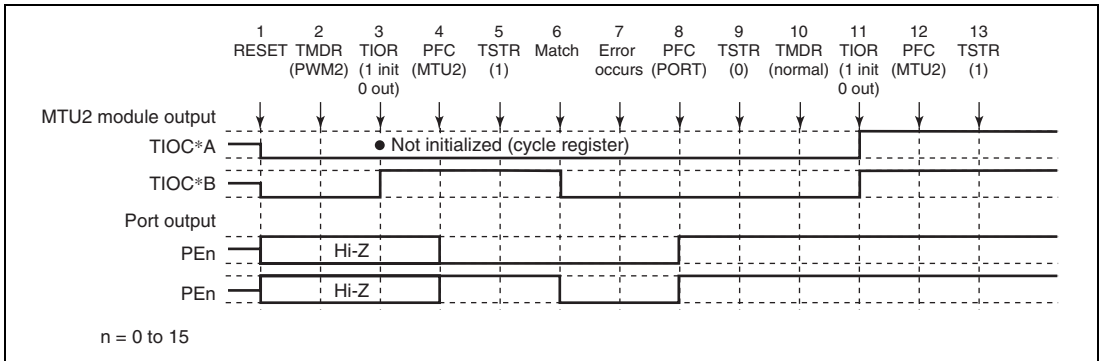 1 2 3 4 5 6 7 8 9 10 11 12 13
RESET TMDR TIOR PFC TSTR Match Error PFC TSTR TMDR TIOR PFC TSTR
(PWM2) (1 init (MTU2) (1) occurs (PORT) (0) (normal) (1 init (MTU2) (1)
0 out) 0 out)
MTU2 module output
TIOC*A ● Not initialized (cycle register)
TIOC*B
Port output
PEn Hi-Z
PEn Hi-Z
n = 0 to 15